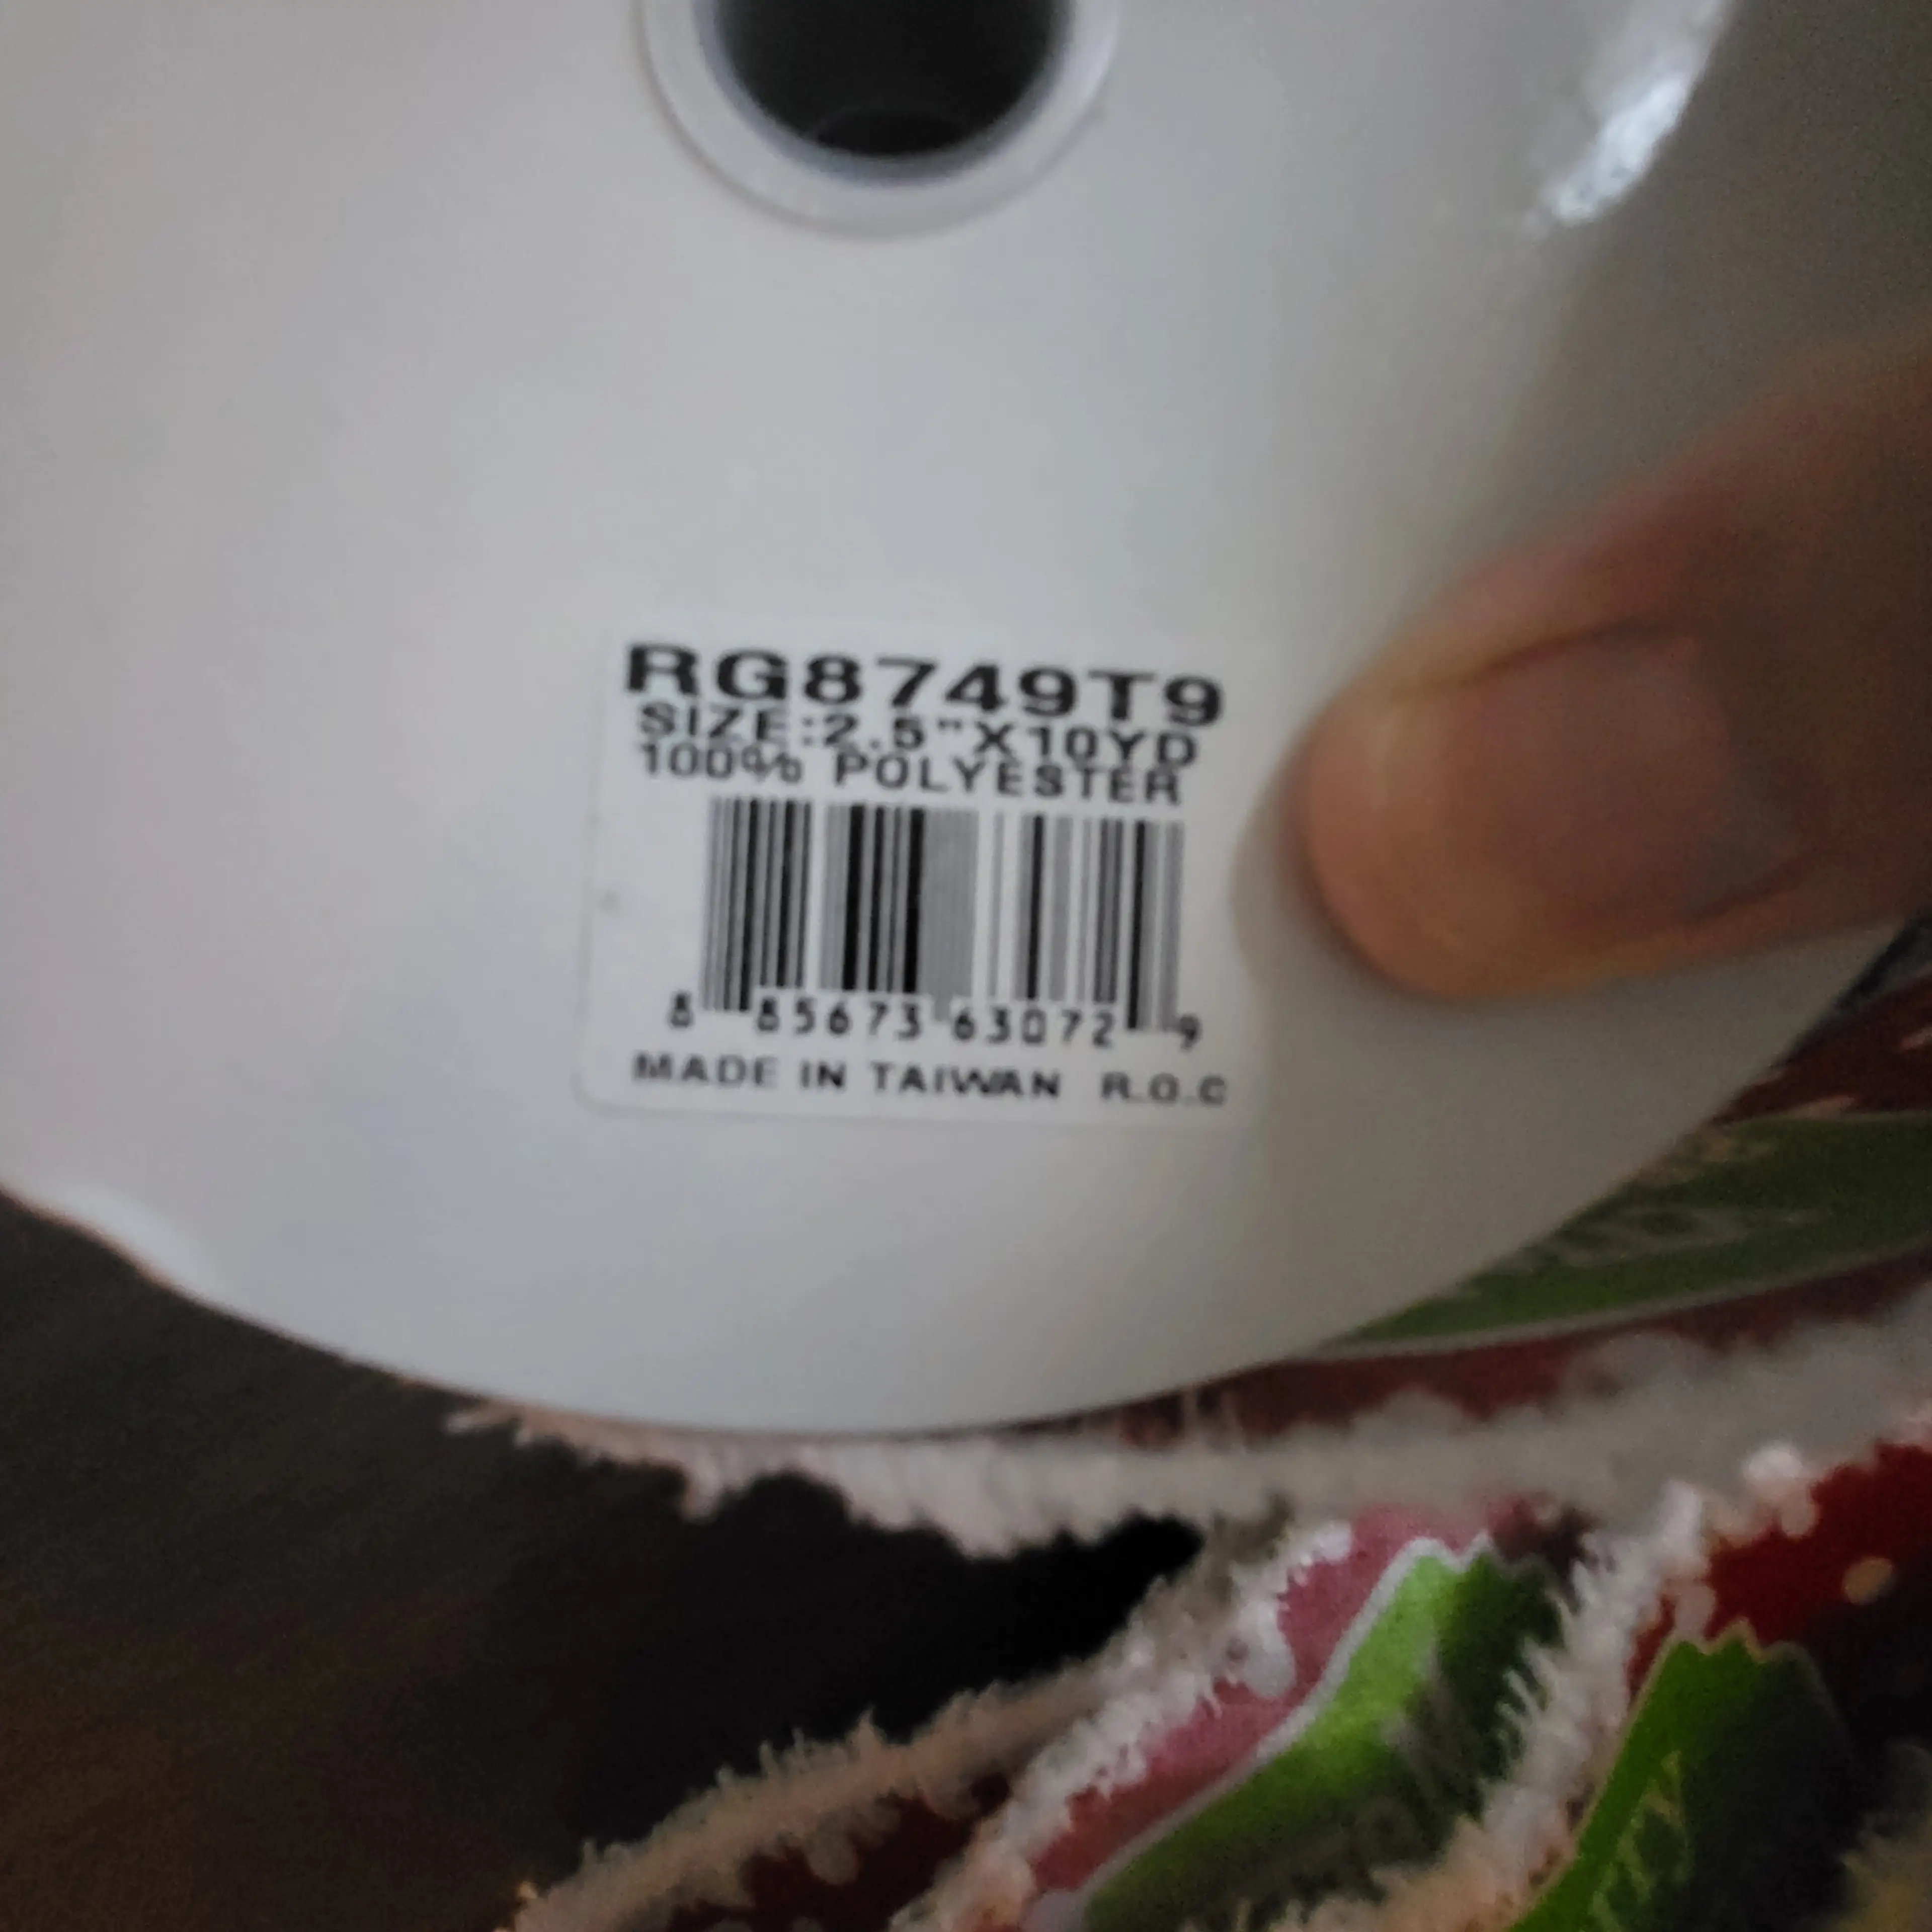 RG8749T9
SIZE:2.5"X10YD
100% POLYESTER
8 85673 63072 9
MADE IN TAIWAN R.O.C